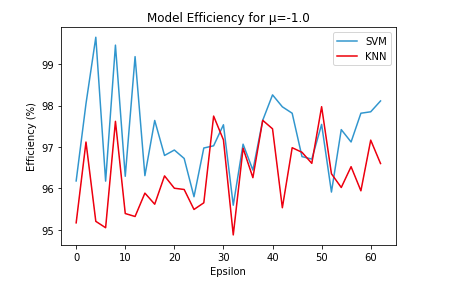 Model Efficiency for μ=-1.0
SVM
KNN
Efficiency (%)
99
98
97
96
95
0 10 20 30 40 50 60
Epsilon